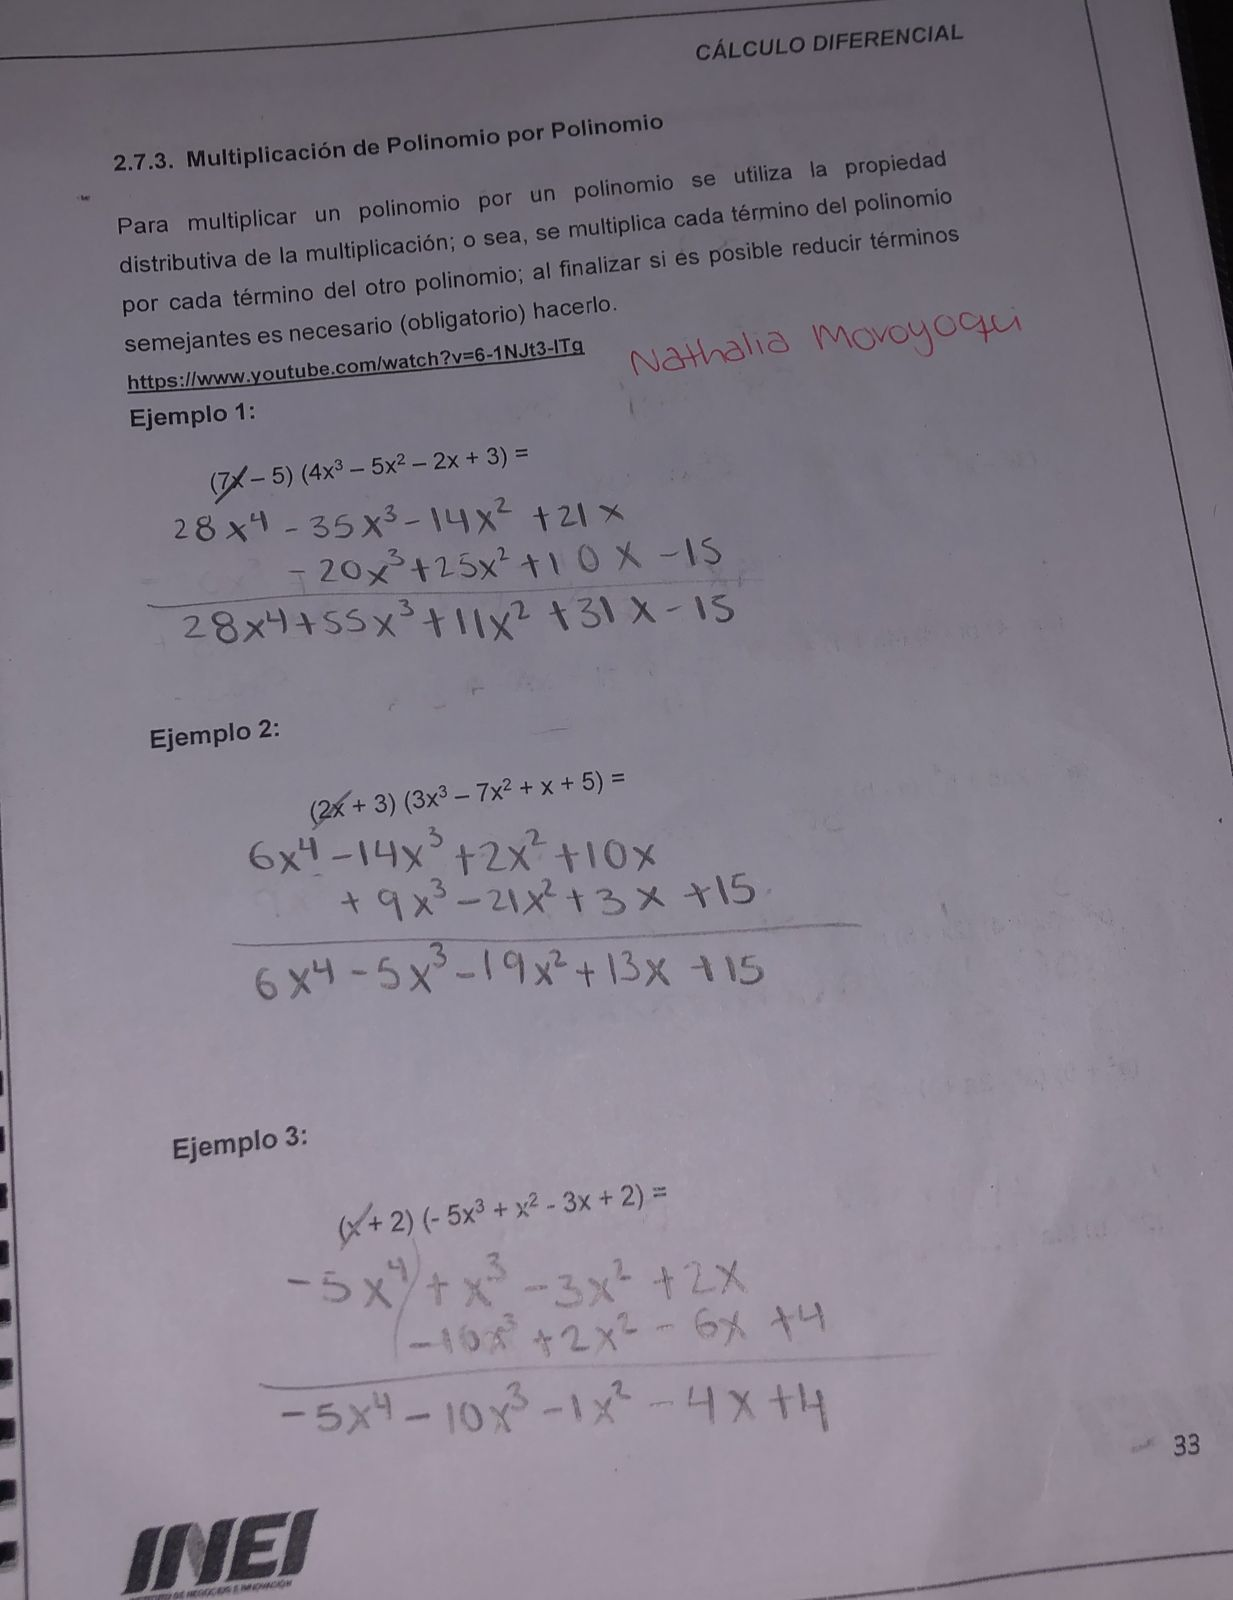 CÁLCULO DIFERENCIAL
2.7.3. Multiplicación de Polinomio por Polinomio
Para multiplicar un polinomio por un polinomio se utiliza la propiedad
distributiva de la multiplicación; o sea, se multiplica cada término del polinomio
por cada término del otro polinomio; al finalizar si es posible reducir términos
semejantes es necesario (obligatorio) hacerlo.
https://www.youtube.com/watch?v=6-1NJt3-ITg
Nathalia Moroyoqui
Ejemplo 1:
(7x – 5) (4x³ – 5x² – 2x + 3) =
28x⁴ - 35x³ - 14x² + 21x
- 20x³ + 25x² + 10x - 15
28x⁴ + 55x³ + 11x² + 31x - 15
Ejemplo 2:
(2x + 3) (3x³ – 7x² + x + 5) =
6x⁴ - 14x³ + 2x² + 10x
+ 9x³ - 21x² + 3x + 15
6x⁴ - 5x³ - 19x² + 13x + 15
Ejemplo 3:
(x + 2) (- 5x³ + x² - 3x + 2) =
-5x⁴ + x³ - 3x² + 2x
-10x³ + 2x² - 6x + 4
-5x⁴ - 10x³ - 1x² - 4x + 4
33
INEI
DE NEGOCIOS E INNOVACIÓN